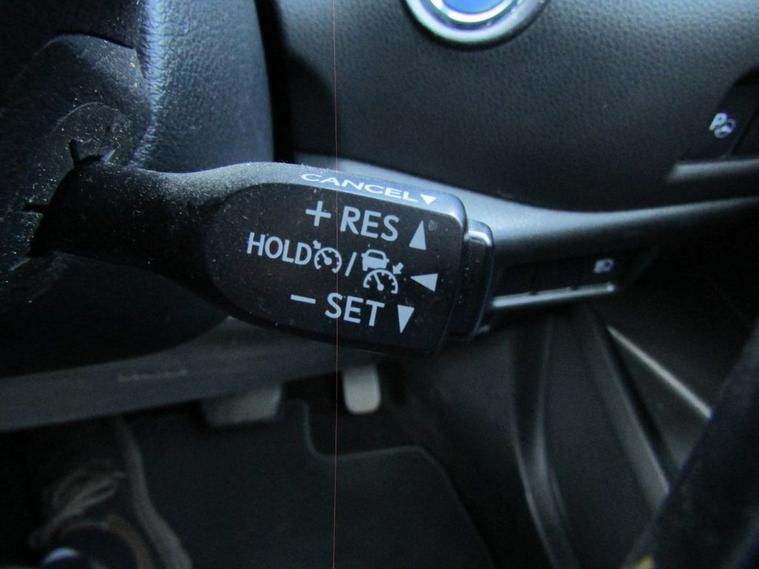 CANCEL
+ RES
HOLD /
- SET
P